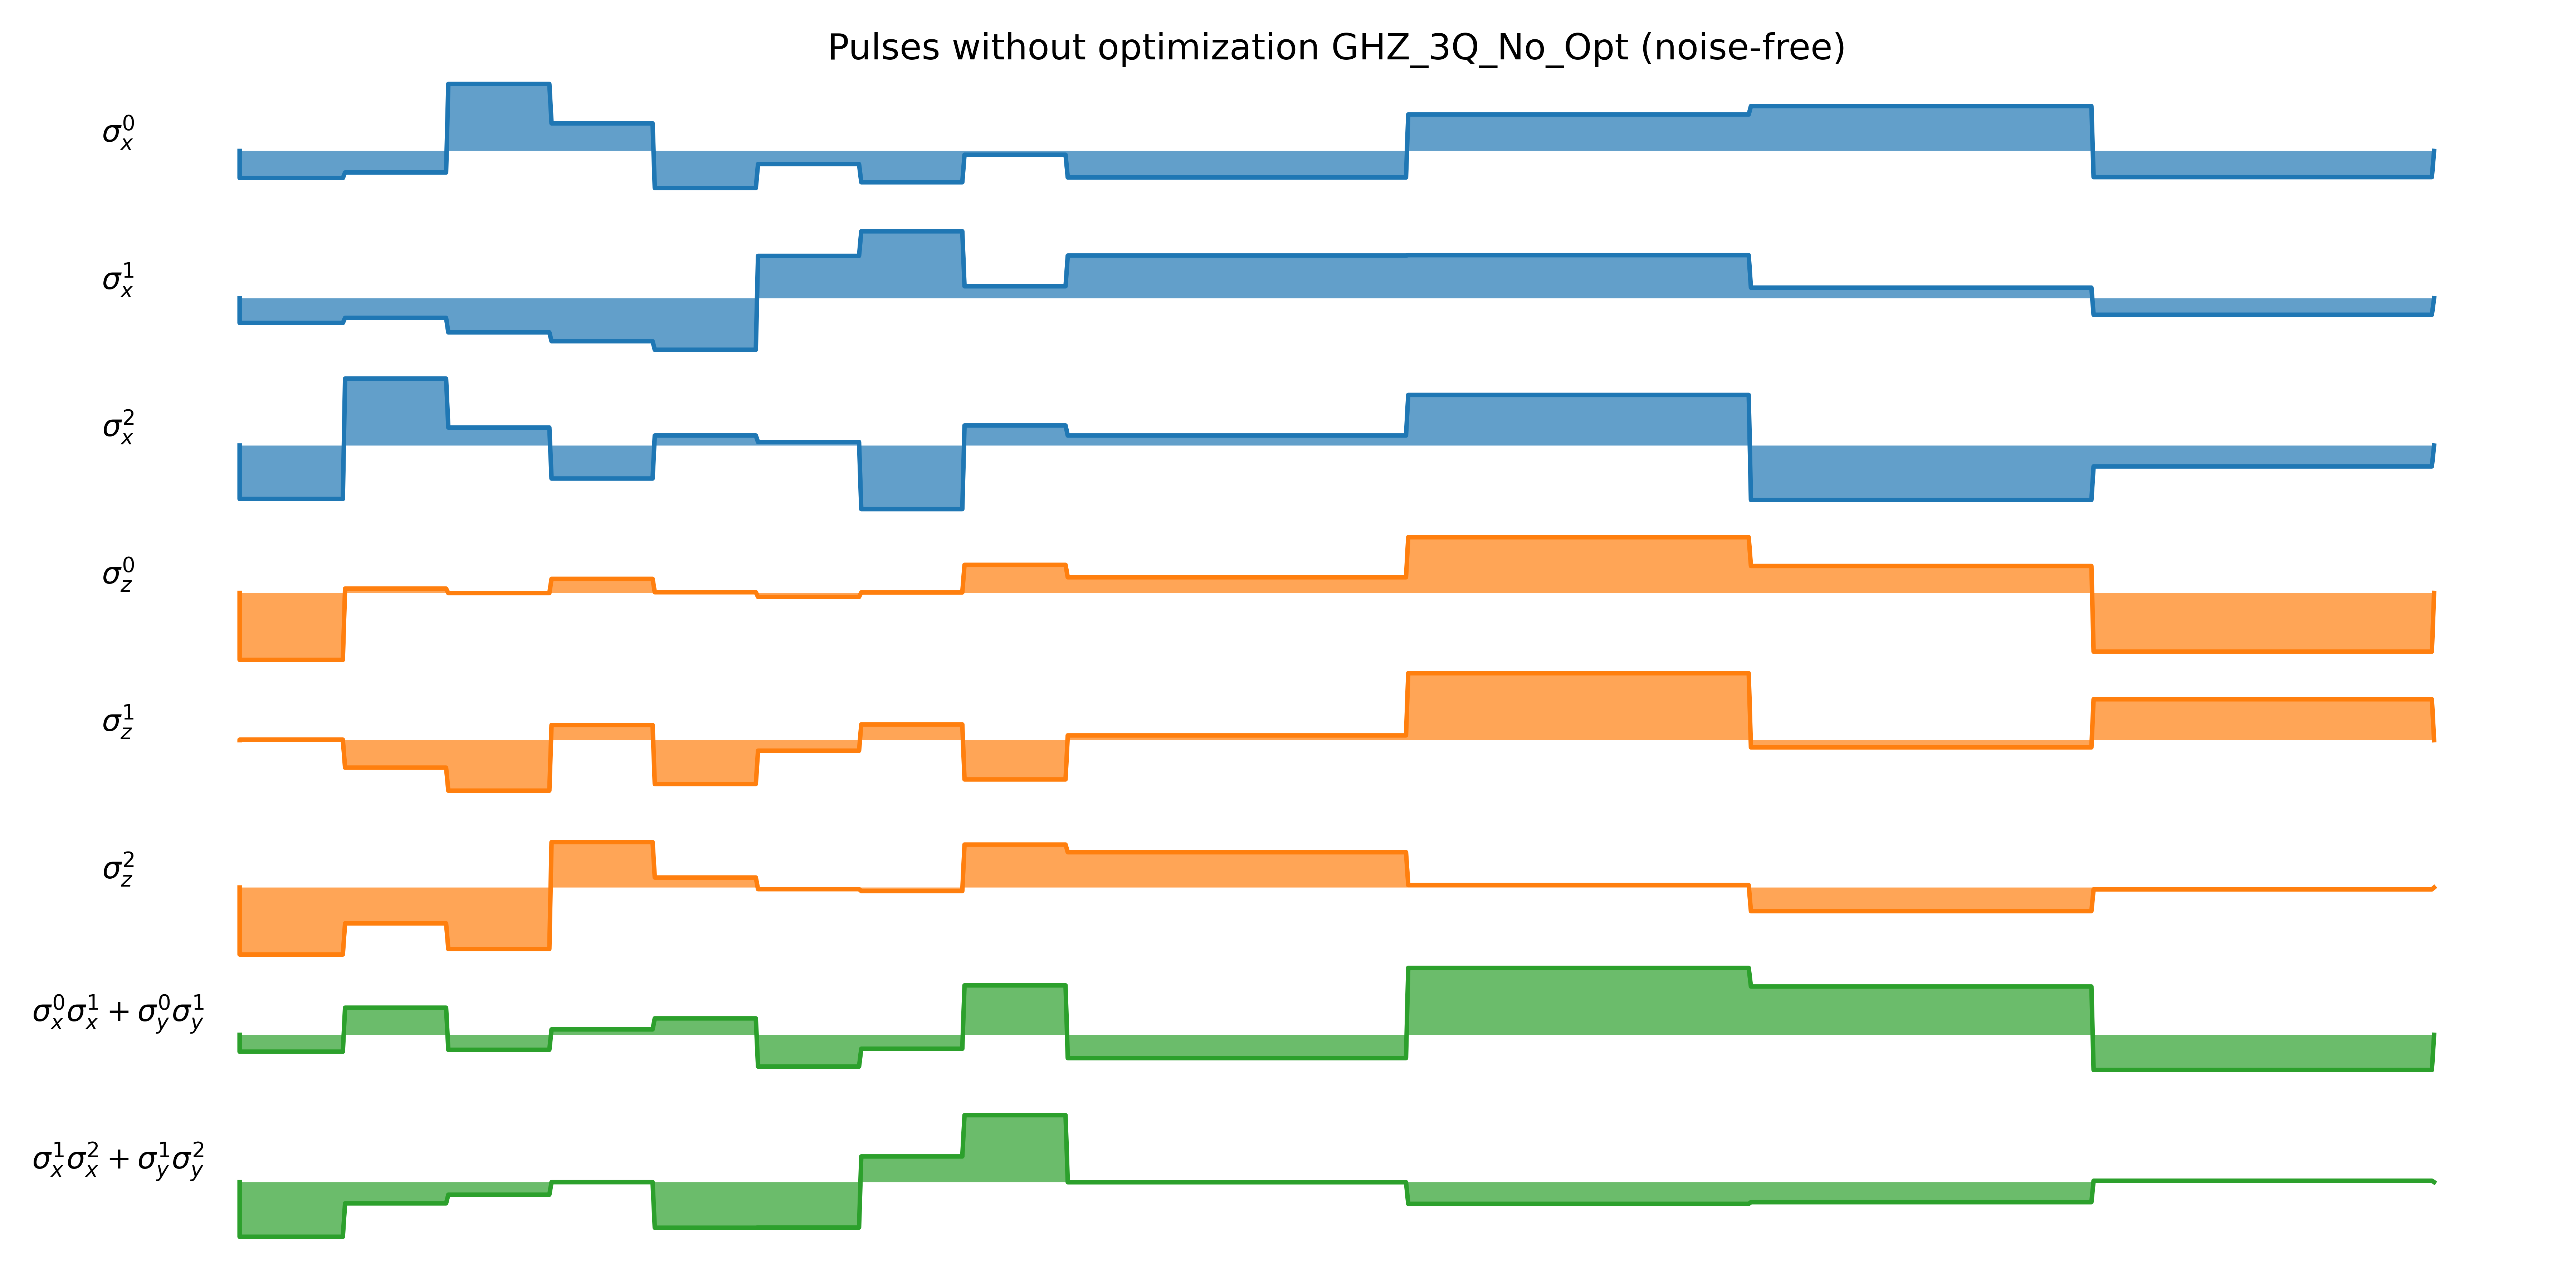 Pulses without optimization GHZ_3Q_No_Opt (noise-free)
σ_x^0
σ_x^1
σ_x^2
σ_z^0
σ_z^1
σ_z^2
σ_x^0σ_x^1 + σ_y^0σ_y^1
σ_x^1σ_x^2 + σ_y^1σ_y^2